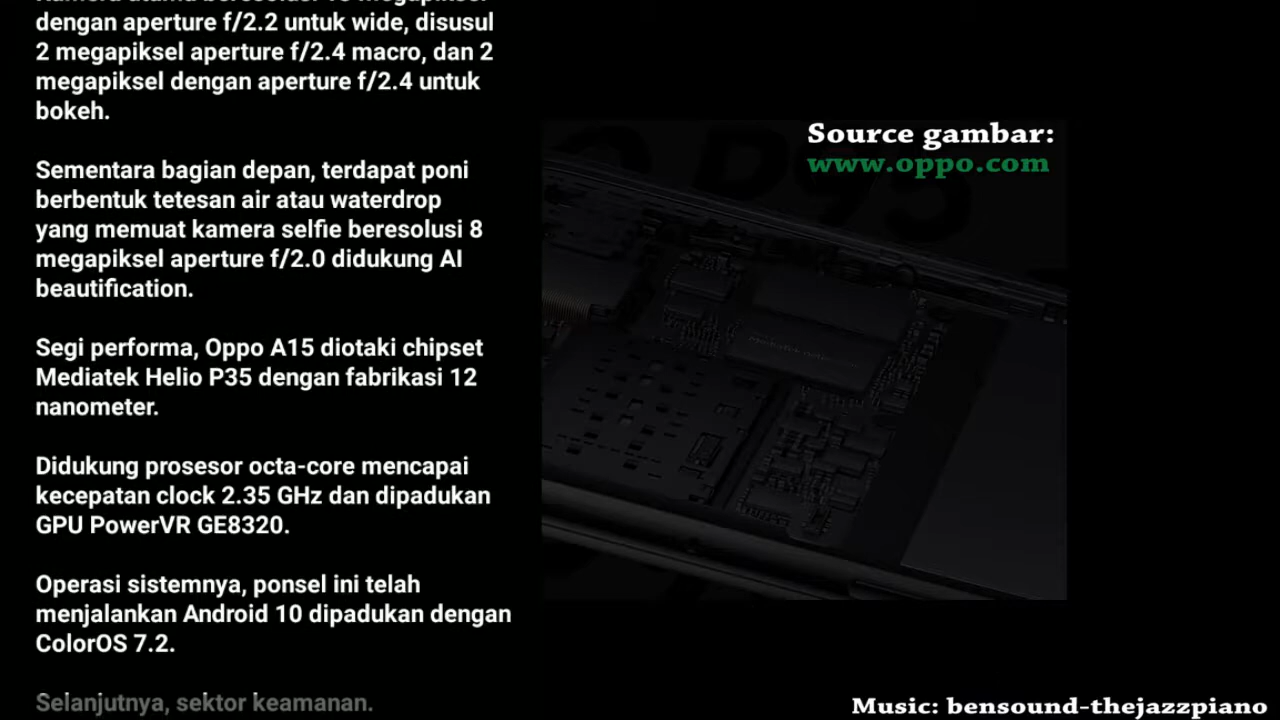 dengan aperture f/2.2 untuk wide, disusul
2 megapiksel aperture f/2.4 macro, dan 2
megapiksel dengan aperture f/2.4 untuk
bokeh.
Sementara bagian depan, terdapat poni
berbentuk tetesan air atau waterdrop
yang memuat kamera selfie beresolusi 8
megapiksel aperture f/2.0 didukung AI
beautification.
Segi performa, Oppo A15 diotaki chipset
Mediatek Helio P35 dengan fabrikasi 12
nanometer.
Didukung prosesor octa-core mencapai
kecepatan clock 2.35 GHz dan dipadukan
GPU PowerVR GE8320.
Operasi sistemnya, ponsel ini telah
menjalankan Android 10 dipadukan dengan
ColorOS 7.2.
Selanjutnya, sektor keamanan.
Source gambar:
www.oppo.com
Music: bensound-thejazzpiano